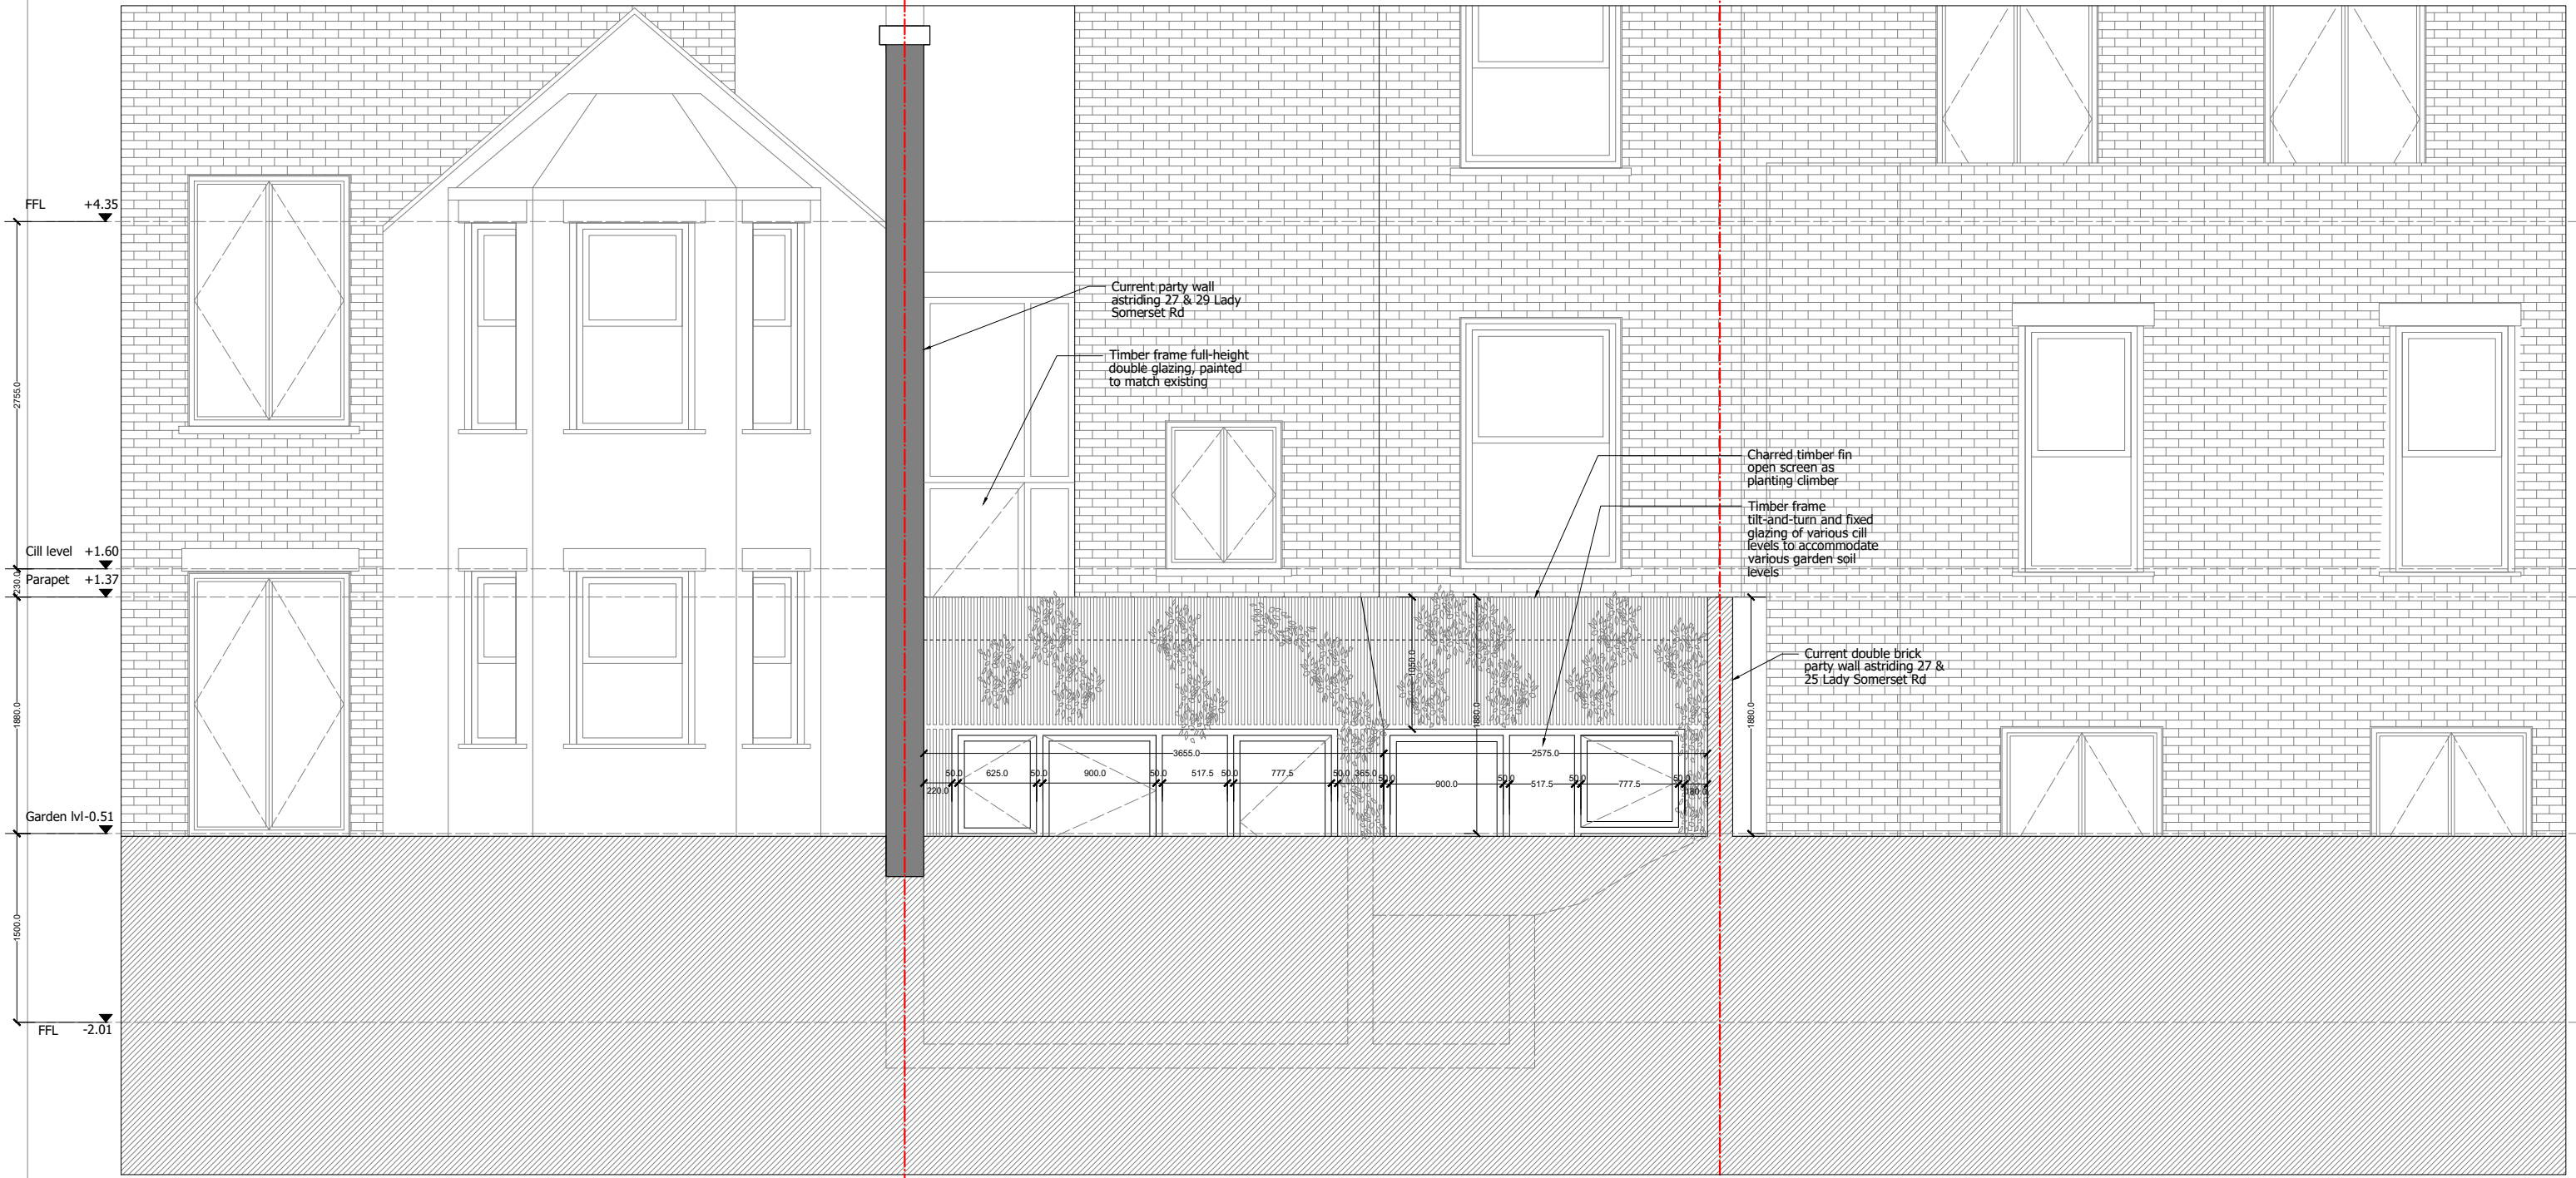 FFL +4.35
2755.0
Cill level +1.60
230.0
Parapet +1.37
1880.0
Garden lvl-0.51
1500.0
FFL -2.01
Current party wall
astriding 27 & 29 Lady
Somerset Rd
Timber frame full-height
double glazing, painted
to match existing
Charred timber fin
open screen as
planting climber
Timber frame
tilt-and-turn and fixed
glazing of various cill
levels to accommodate
various garden soil
levels
Current double brick
party wall astriding 27 &
25 Lady Somerset Rd
1050.0
1880.0
1880.0
3655.0
2575.0
220.0
50.0
625.0
50.0
900.0
50.0
517.5
50.0
777.5
50.0
365.0
50.0
900.0
50.0
517.5
50.0
777.5
50.0
180.0